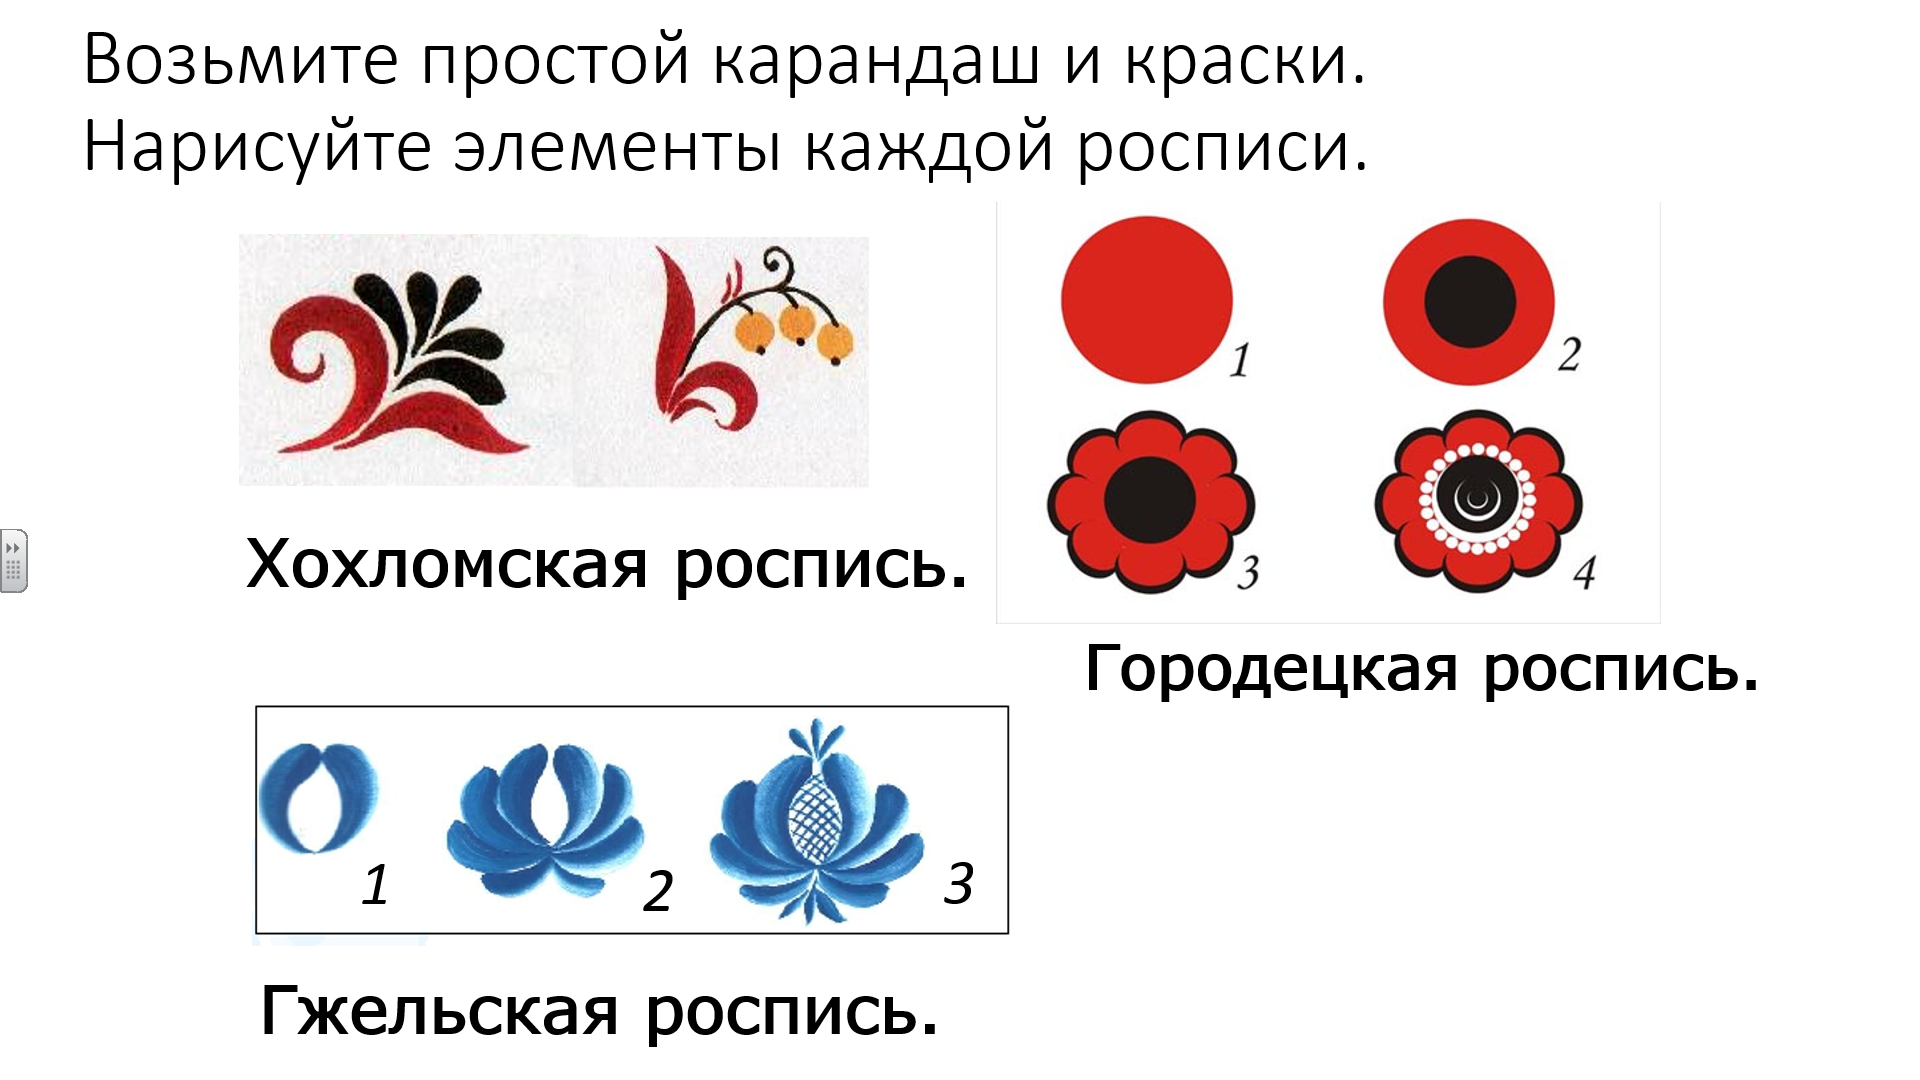 Возьмите простой карандаш и краски.
Нарисуйте элементы каждой росписи.
1
2
3
4
Хохломская роспись.
Городецкая роспись.
1
2
3
Гжельская роспись.